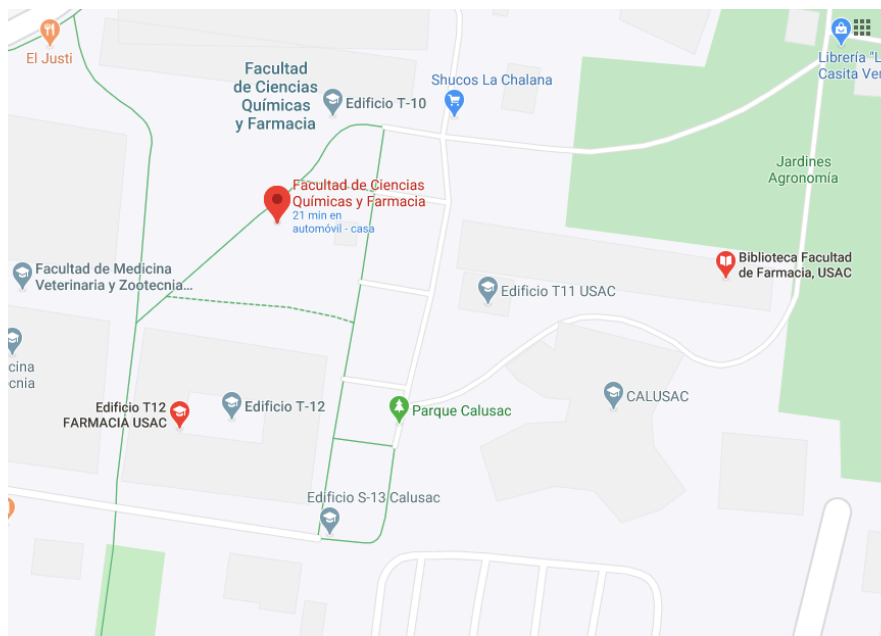 El Justi
Facultad
de Ciencias
Químicas
y Farmacia
Edificio T-10
Shucos La Chalana
Librería "L
Casita Ver
Jardines
Agronomía
Facultad de Ciencias
Químicas y Farmacia
21 min en
automóvil - casa
Facultad de Medicina
Veterinaria y Zootecnia...
Biblioteca Facultad
de Farmacia, USAC
Edificio T11 USAC
cina
cnia
Edificio T12
FARMACIA USAC
Edificio T-12
Parque Calusac
CALUSAC
Edificio S-13 Calusac